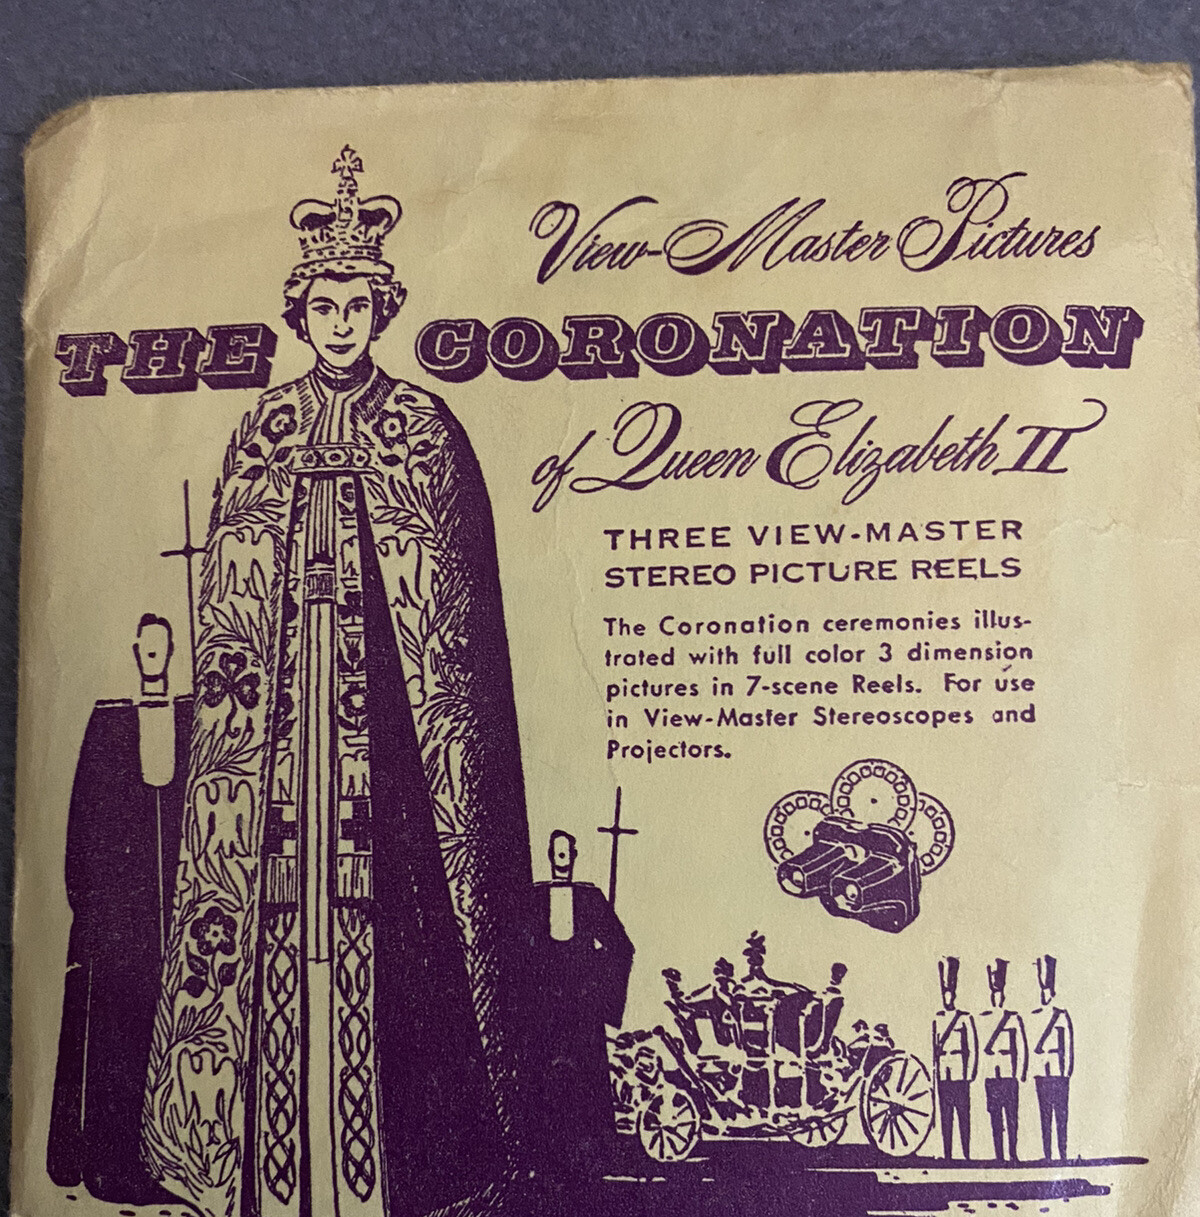 View-Master Pictures
THE CORONATION
of Queen Elizabeth II
THREE VIEW-MASTER
STEREO PICTURE REELS
The Coronation ceremonies illus-
trated with full color 3 dimension
pictures in 7-scene Reels. For use
in View-Master Stereoscopes and
Projectors.